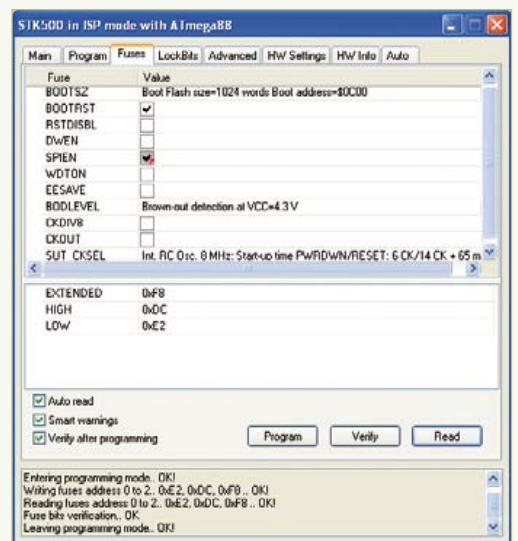 STK500 in ISP mode with ATmega88
Main Program Fuses LockBits Advanced HW Settings HW Info Auto
Fuse Value
BOOTSZ Boot Flash size=1024 words Boot address=$0C00
BOOTRST
RSTDISBL
DWEN
SPIEN
WDTON
EESAVE
BODLEVEL Brown-out detection at VCC=4.3 V
CKDIV8
CKOUT
SUT_CKSEL Int. RC Osc. 8 MHz; Start-up time PWRDWN/RESET: 6 CK/14 CK + 65 m
EXTENDED 0xF8
HIGH 0xDC
LOW 0xE2
Auto read
Smart warnings
Verify after programming
Program Verify Read
Entering programming mode.. OK!
Writing fuses address 0 to 2.. 0xE2, 0xDC, 0xF8 .. OK!
Reading fuses address 0 to 2.. 0xE2, 0xDC, 0xF8 .. OK!
Fuse bits verification.. OK
Leaving programming mode.. OK!